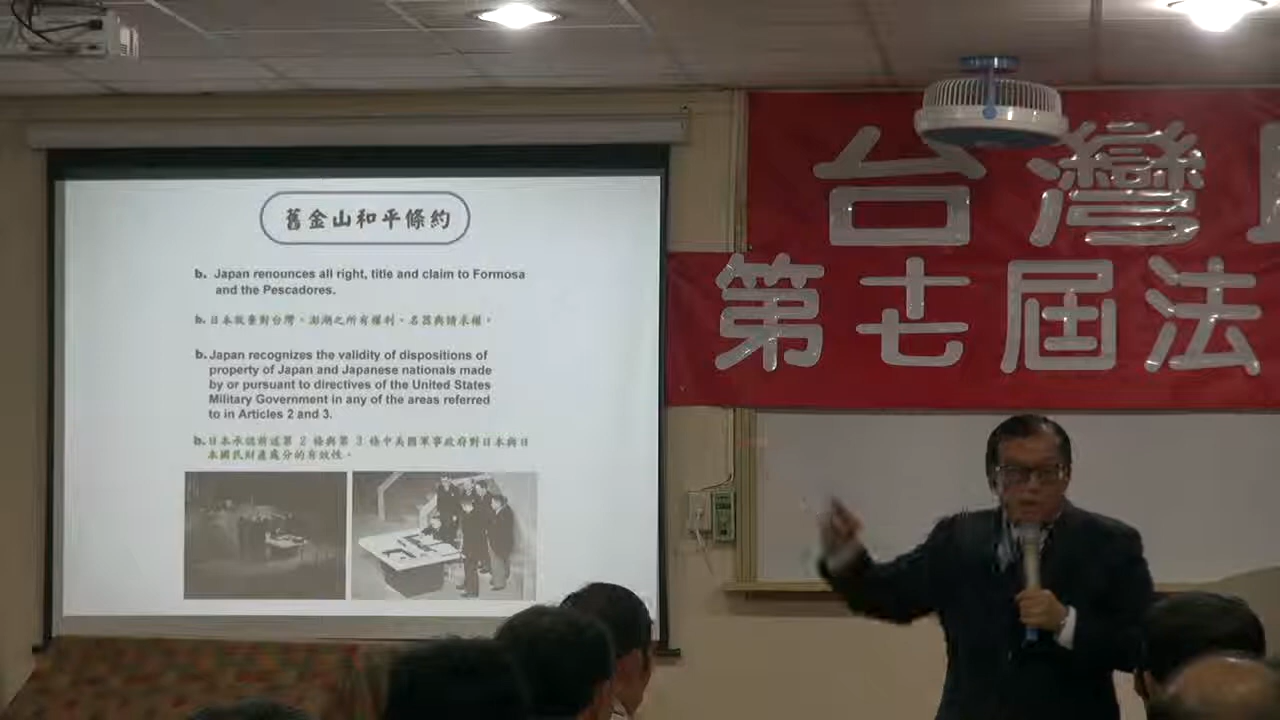 舊金山和平條約
b. Japan renounces all right, title and claim to Formosa
and the Pescadores.
b. 日本放棄對台灣、澎湖之所有權利、名器與請求權。
b. Japan recognizes the validity of dispositions of
property of Japan and Japanese nationals made
by or pursuant to directives of the United States
Military Government in any of the areas referred
to in Articles 2 and 3.
b. 日本承認前述第 2 條與第 3 條中美國軍事政府對日本與日
本國民財產處分的有效性。
台灣
第七屆法